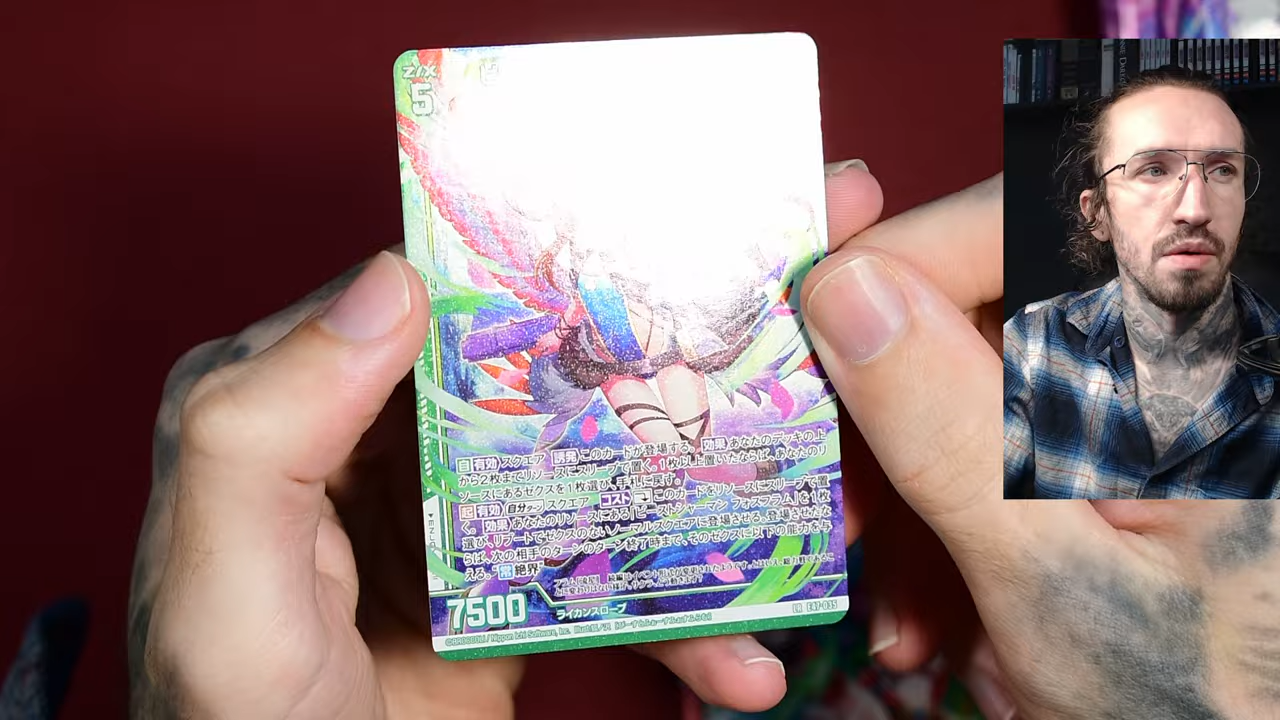 Z/X
5
自 有効 スクエア 誘発 このカードが登場する。 効果 あなたのデッキの上
から2枚までリソースにスリープで置く。1枚以上置いたならば、あなたのリ
ソースにあるゼクスを1枚選び、手札に戻す。
起 有効 自分 スクエア コスト このカードをリソースにスリープで置
く。 効果 あなたのリソースにある「ビーストシャーマン フォスフラム」を1枚
選び、リブートでゼクスのないノーマルスクエアに登場させる。登場させたな
らば、次の相手のターンのターン終了時まで、そのゼクスに以下の能力を与
える。“ 常 絶界”
7500
ライカンスロープ
LR E47-035
©BROCCOLI / Nippon Ichi Software, Inc.